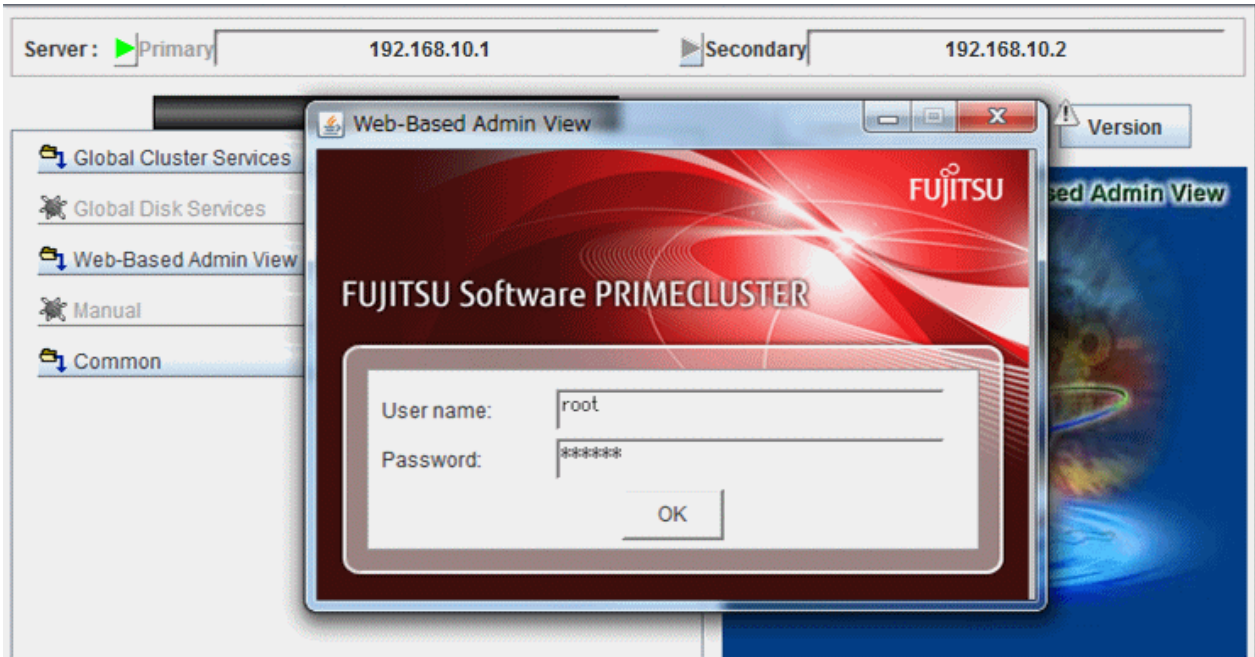 Server : Primary 192.168.10.1 Secondary 192.168.10.2
Web-Based Admin View
Version
Global Cluster Services
Global Disk Services
Web-Based Admin View
Manual
Common
FUJITSU
FUJITSU Software PRIMECLUSTER
User name: root
Password: ******
OK
Admin View